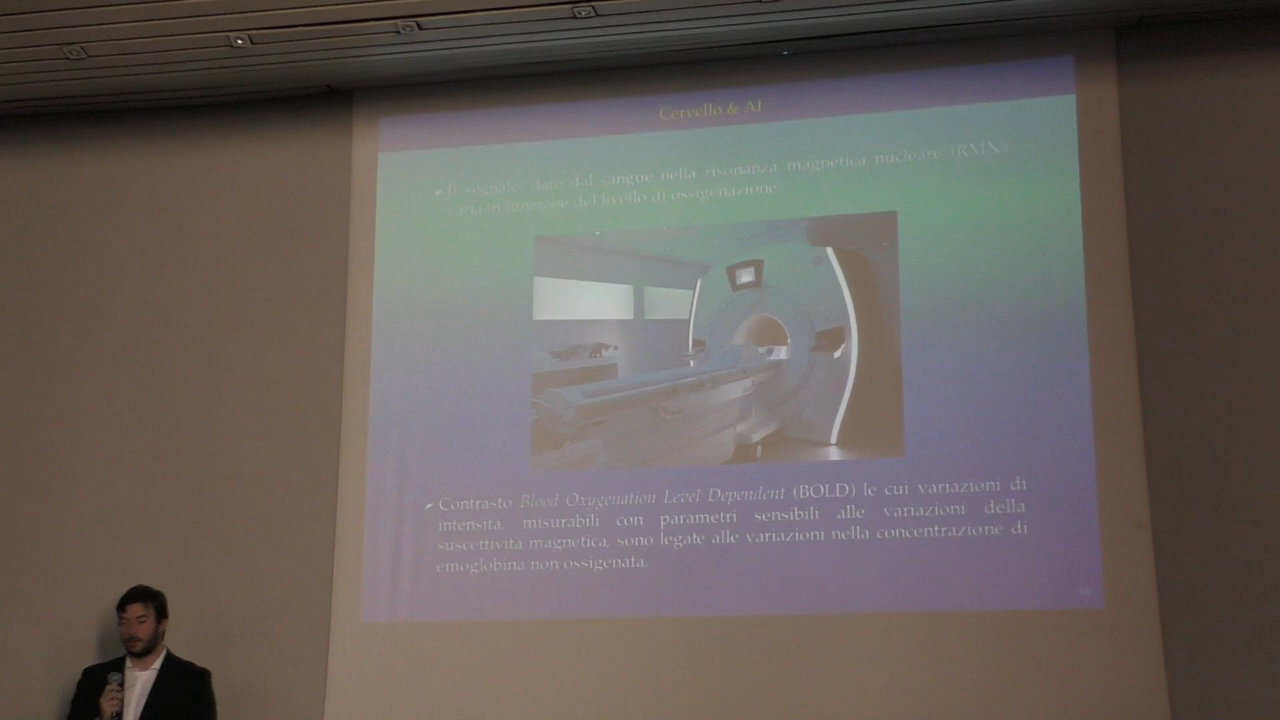 Cervello & AI
Il segnale, dato dal sangue nella risonanza magnetica nucleare (RMN)
varia in funzione del livello di ossigenazione
Contrasto Blood Oxygenation Level Dependent (BOLD) le cui variazioni di
intensità, misurabili con parametri sensibili alle variazioni della
suscettività magnetica, sono legate alle variazioni nella concentrazione di
emoglobina non ossigenata.